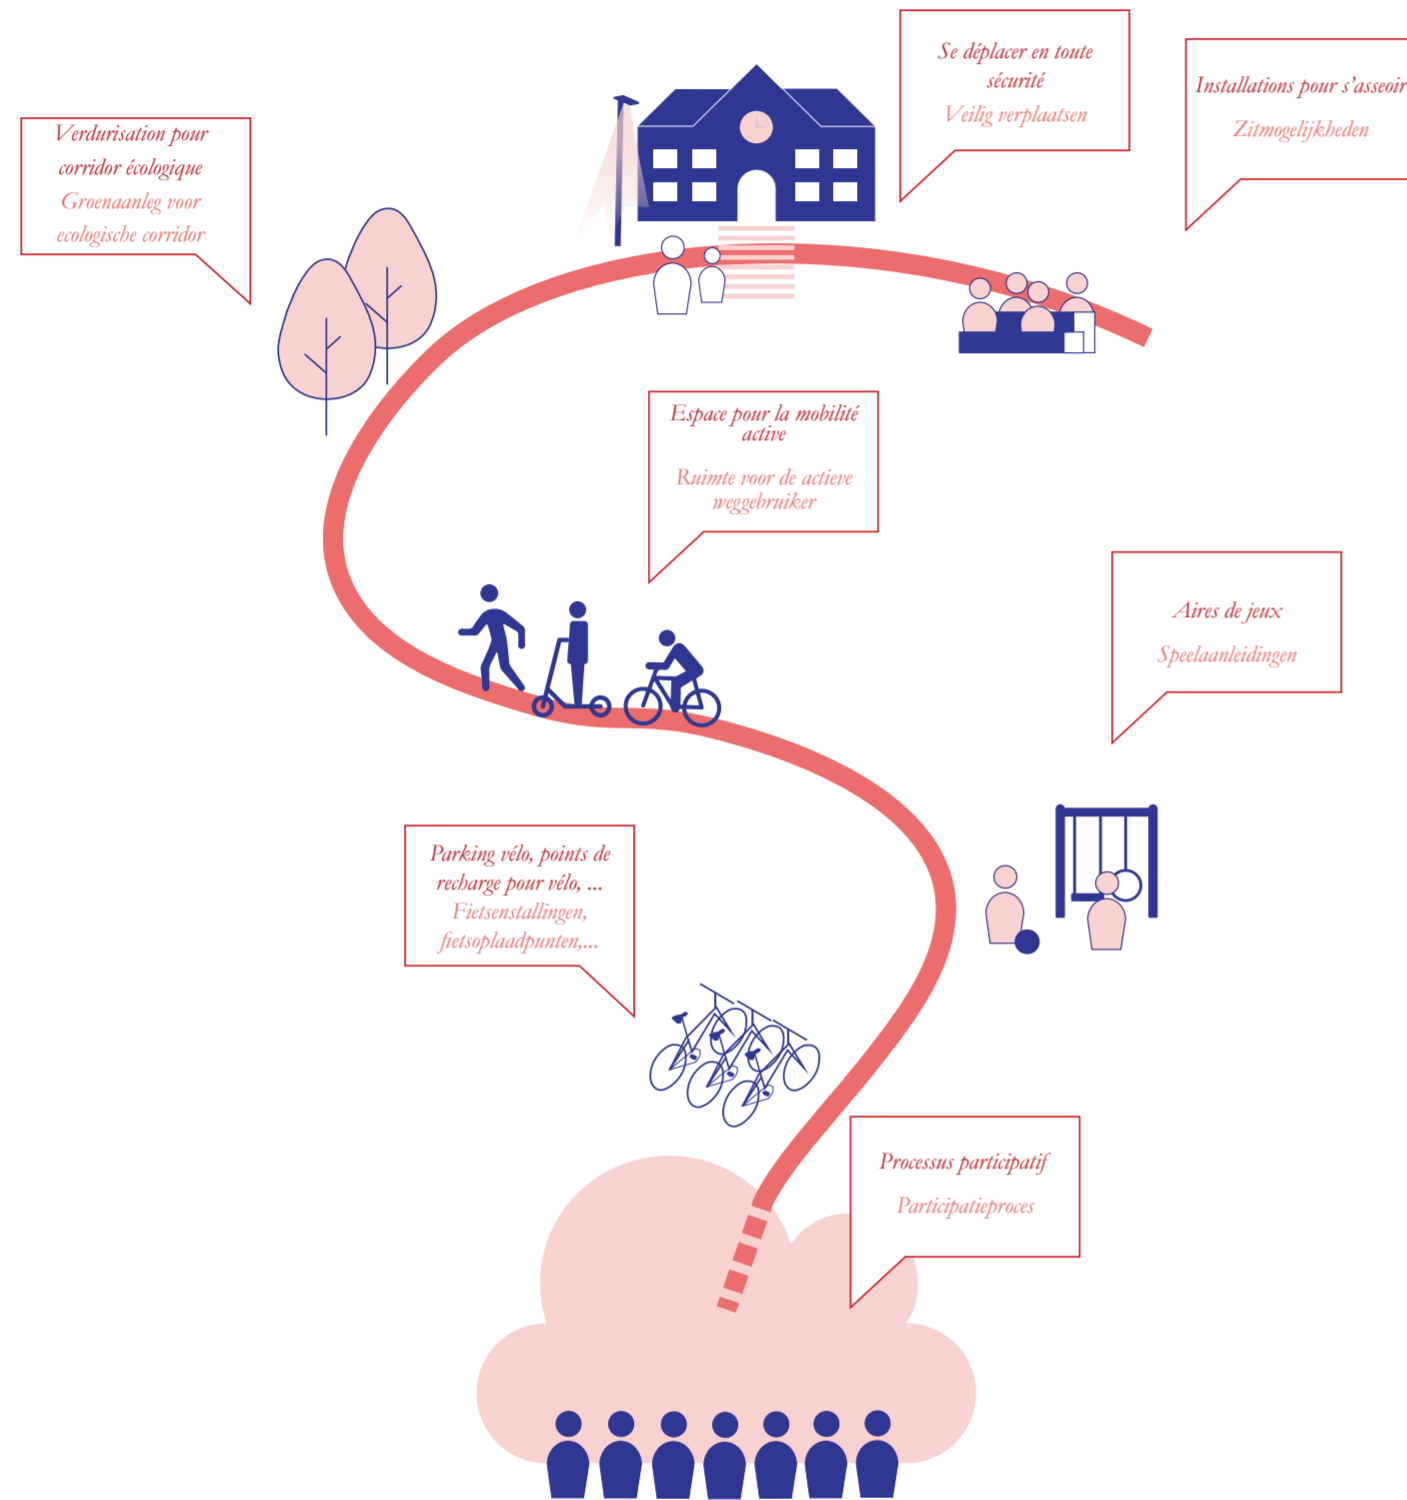 Se déplacer en toute
sécurité
Veilig verplaatsen
Installations pour s'asseoir
Zitmogelijkheden
Verdurisation pour
corridor écologique
Groenaanleg voor
ecologische corridor
Espace pour la mobilité
active
Ruimte voor de actieve
weggebruiker
Aires de jeux
Speelaanleidingen
Parking vélo, points de
recharge pour vélo, ...
Fietsenstallingen,
fietsoplaadpunten,...
Processus participatif
Participatieproces